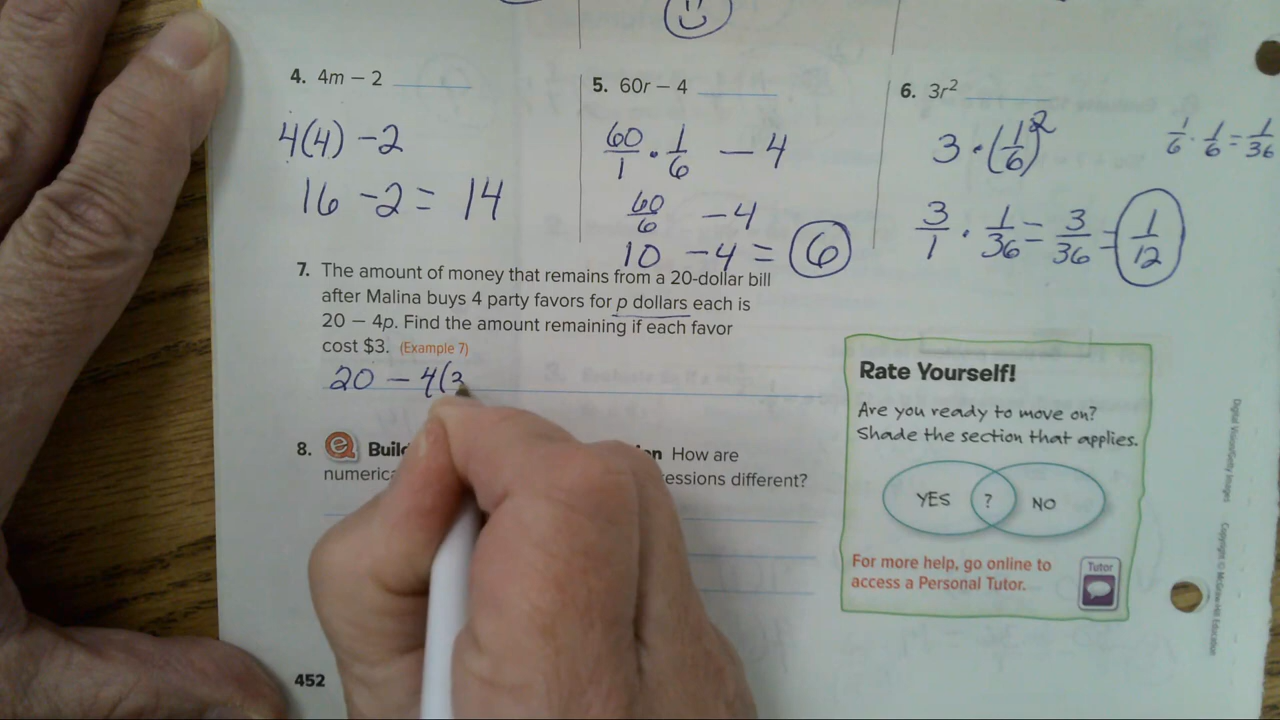 4. 4m − 2
4(4) − 2
16 − 2 = 14
5. 60r − 4
60/1 · 1/6 − 4
60/6 − 4
10 − 4 = 6
6. 3r²
3 · (1/6)²
1/6 · 1/6 = 1/36
3/1 · 1/36 = 3/36 = 1/12
7. The amount of money that remains from a 20-dollar bill
after Malina buys 4 party favors for p dollars each is
20 − 4p. Find the amount remaining if each favor
cost $3. (Example 7)
20 − 4(3
8. e How are
essions different?
Rate Yourself!
Are you ready to move on?
Shade the section that applies.
YES ? NO
For more help, go online to
access a Personal Tutor.
Tutor
452
Copyright © McGraw-Hill Education